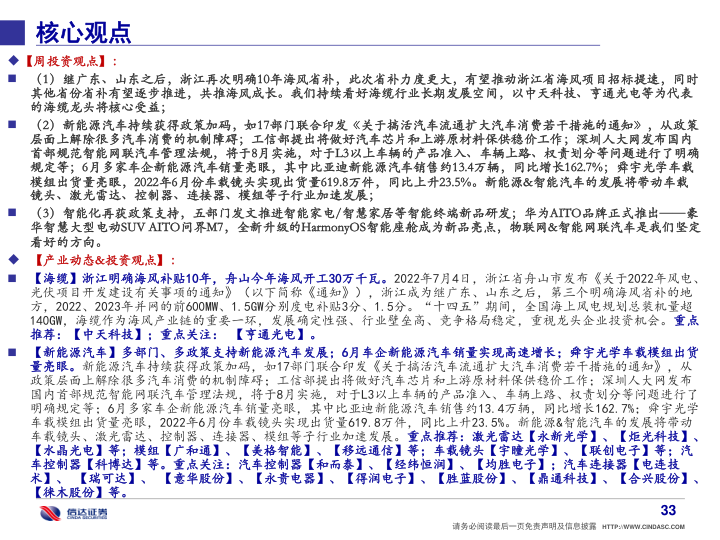 核心观点
◆【周投资观点】:
■ (1)继广东、山东之后,浙江再次明确10年海风省补,此次省补力度更大,有望推动浙江省海风项目招标提速,同时
其他省份省补有望逐步推进,共推海风成长。我们持续看好海缆行业长期发展空间,以中天科技、亨通光电等为代表
的海缆龙头将核心受益;
■ (2)新能源汽车持续获得政策加码,如17部门联合印发《关于搞活汽车流通扩大汽车消费若干措施的通知》,从政策
层面上解除很多汽车消费的机制障碍;工信部提出将做好汽车芯片和上游原材料保供稳价工作;深圳人大网发布国内
首部规范智能网联汽车管理法规,将于8月实施,对于L3以上车辆的产品准入、车辆上路、权责划分等问题进行了明确
规定等;6月多家车企新能源汽车销量亮眼,其中比亚迪新能源汽车销售约13.4万辆,同比增长162.7%;舜宇光学车载
模组出货量亮眼,2022年6月份车载镜头实现出货量619.8万件,同比上升23.5%。新能源&智能汽车的发展将带动车载
镜头、激光雷达、控制器、连接器、模组等子行业加速发展;
■ (3)智能化再获政策支持,五部门发文推进智能家电/智慧家居等智能终端新品研发;华为AITO品牌正式推出——豪
华智慧大型电动SUV AITO问界M7,全新升级的HarmonyOS智能座舱成为新品亮点,物联网&智能网联汽车是我们坚定
看好的方向。
◆ 【产业动态&投资观点】:
■ 【海缆】浙江明确海风补贴10年,舟山今年海风开工30万千瓦。2022年7月4日,浙江省舟山市发布《关于2022年风电、
光伏项目开发建设有关事项的通知》(以下简称《通知》),浙江成为继广东、山东之后,第三个明确海风省补的地
方,2022、2023年并网的前600MW、1.5GW分别度电补贴3分、1.5分。“十四五”期间,全国海上风电规划总装机量超
140GW,海缆作为海风产业链的重要一环,发展确定性强、行业壁垒高、竞争格局稳定,重视龙头企业投资机会。重点
推荐:【中天科技】;重点关注: 【亨通光电】。
■ 【新能源汽车】多部门、多政策支持新能源汽车发展;6月车企新能源汽车销量实现高速增长;舜宇光学车载模组出货
量亮眼。新能源汽车持续获得政策加码,如17部门联合印发《关于搞活汽车流通扩大汽车消费若干措施的通知》,从
政策层面上解除很多汽车消费的机制障碍;工信部提出将做好汽车芯片和上游原材料保供稳价工作;深圳人大网发布
国内首部规范智能网联汽车管理法规,将于8月实施,对于L3以上车辆的产品准入、车辆上路、权责划分等问题进行了
明确规定等;6月多家车企新能源汽车销量亮眼,其中比亚迪新能源汽车销售约13.4万辆,同比增长162.7%;舜宇光学
车载模组出货量亮眼,2022年6月份车载镜头实现出货量619.8万件,同比上升23.5%。新能源&智能汽车的发展将带动
车载镜头、激光雷达、控制器、连接器、模组等子行业加速发展。重点推荐:激光雷达【永新光学】、【炬光科技】、
【水晶光电】等;模组【广和通】、【美格智能】、【移远通信】等;车载镜头【宇瞳光学】、【联创电子】等;汽
车控制器【科博达】等。重点关注:汽车控制器【和而泰】、【经纬恒润】、【均胜电子】;汽车连接器【电连技
术】、 【瑞可达】、 【意华股份】、【永贵电器】、【得润电子】、【胜蓝股份】、【鼎通科技】、【合兴股份】、
【徕木股份】等。
信达证券
CINDA SECURITIES
33
请务必阅读最后一页免责声明及信息披露 HTTP://WWW.CINDASC.COM